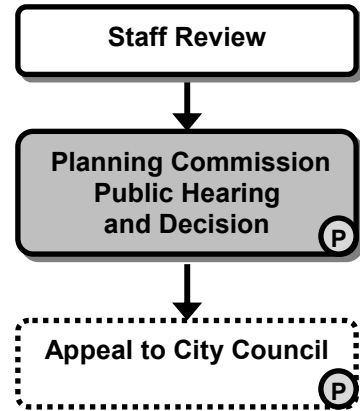 Staff Review
Planning Commission
Public Hearing
and Decision
P
Appeal to City Council
P